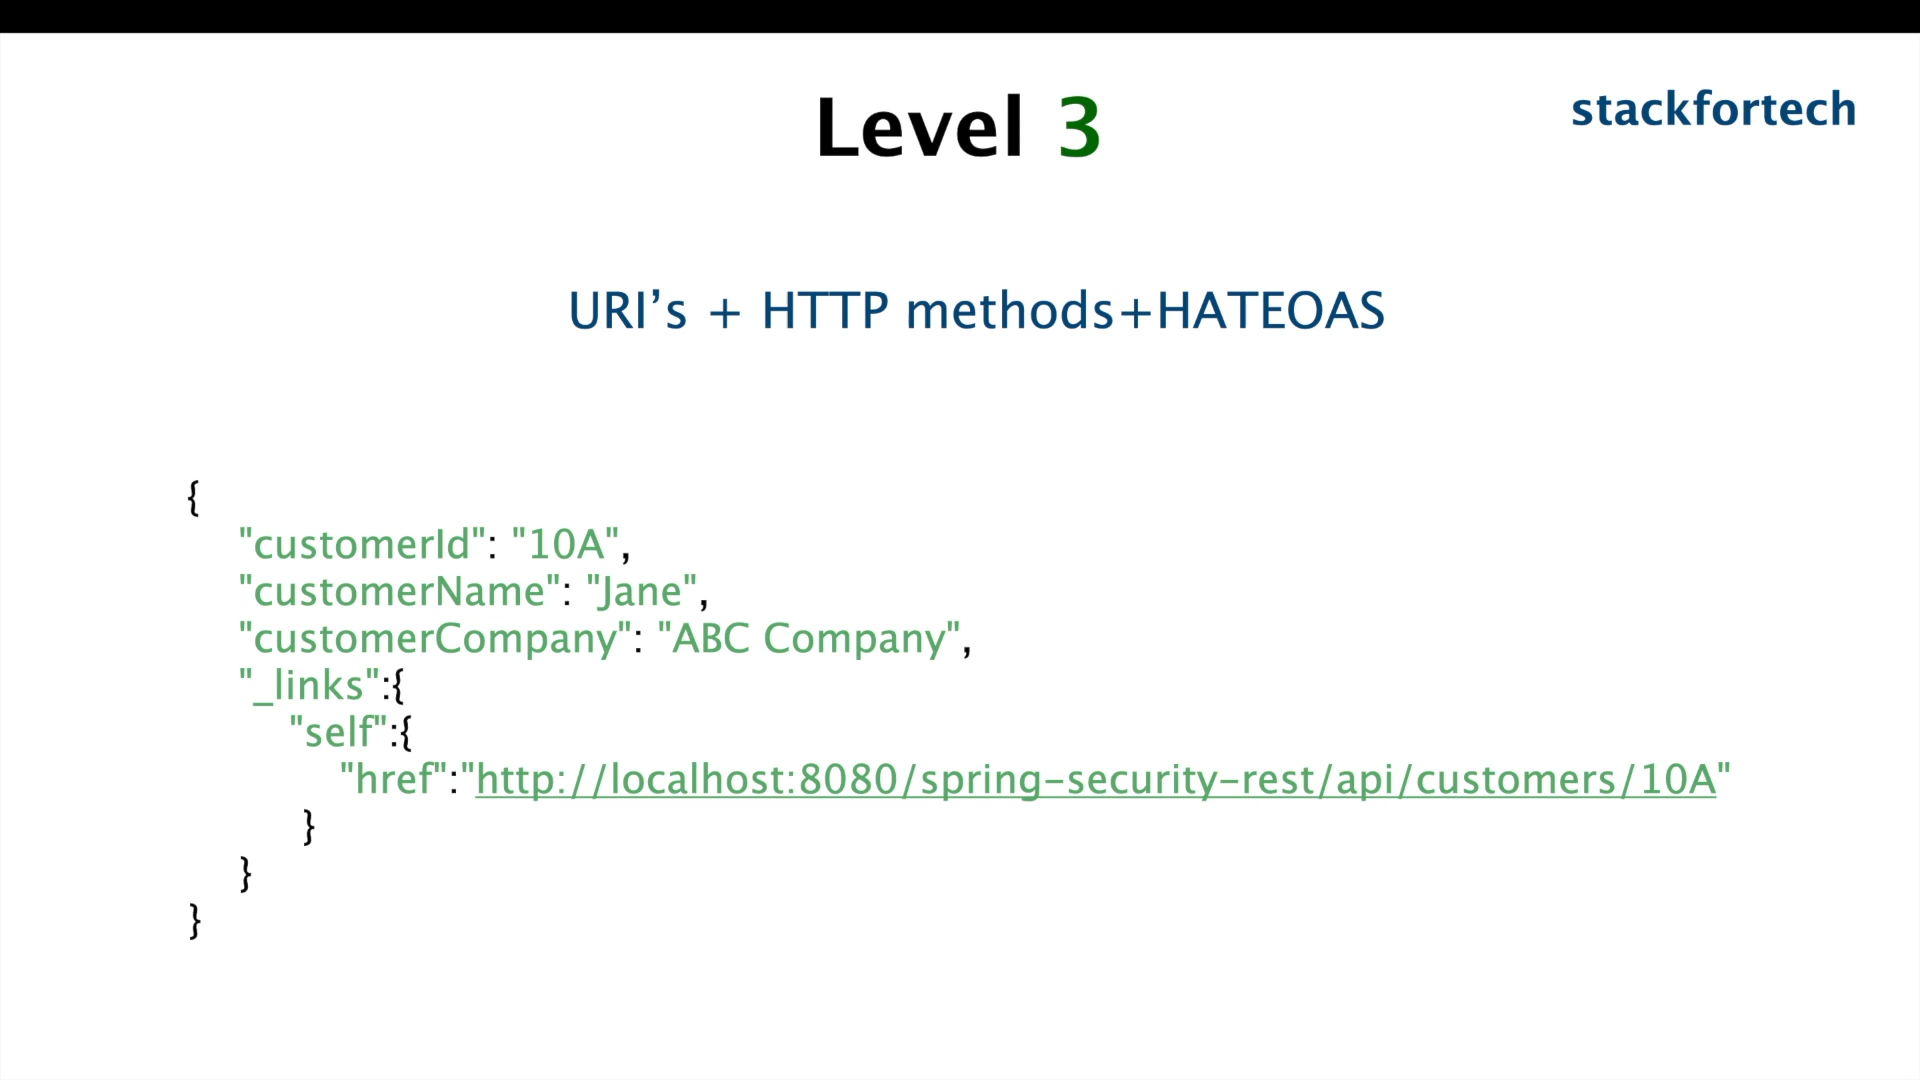 Level 3
stackfortech
URI’s + HTTP methods+HATEOAS
{
"customerId": "10A",
"customerName": "Jane",
"customerCompany": "ABC Company",
"_links":{
"self":{
"href":"http://localhost:8080/spring-security-rest/api/customers/10A"
}
}
}